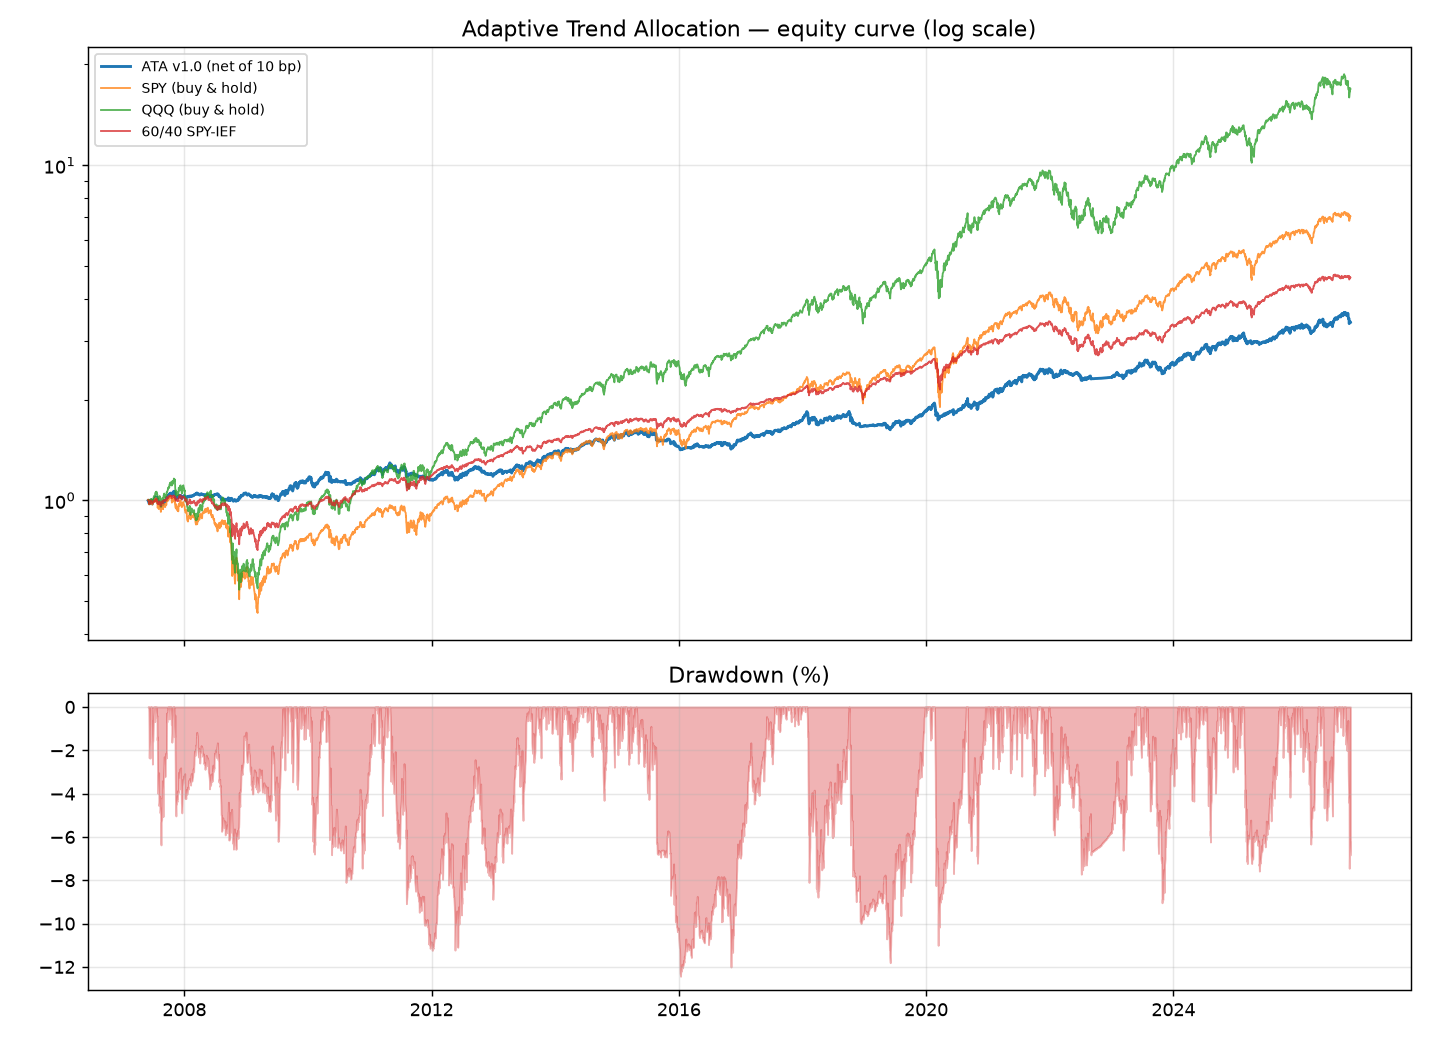 Adaptive Trend Allocation — equity curve (log scale)
ATA v1.0 (net of 10 bp)
SPY (buy & hold)
QQQ (buy & hold)
60/40 SPY-IEF
10¹
10⁰
Drawdown (%)
0
−2
−4
−6
−8
−10
−12
2008
2012
2016
2020
2024